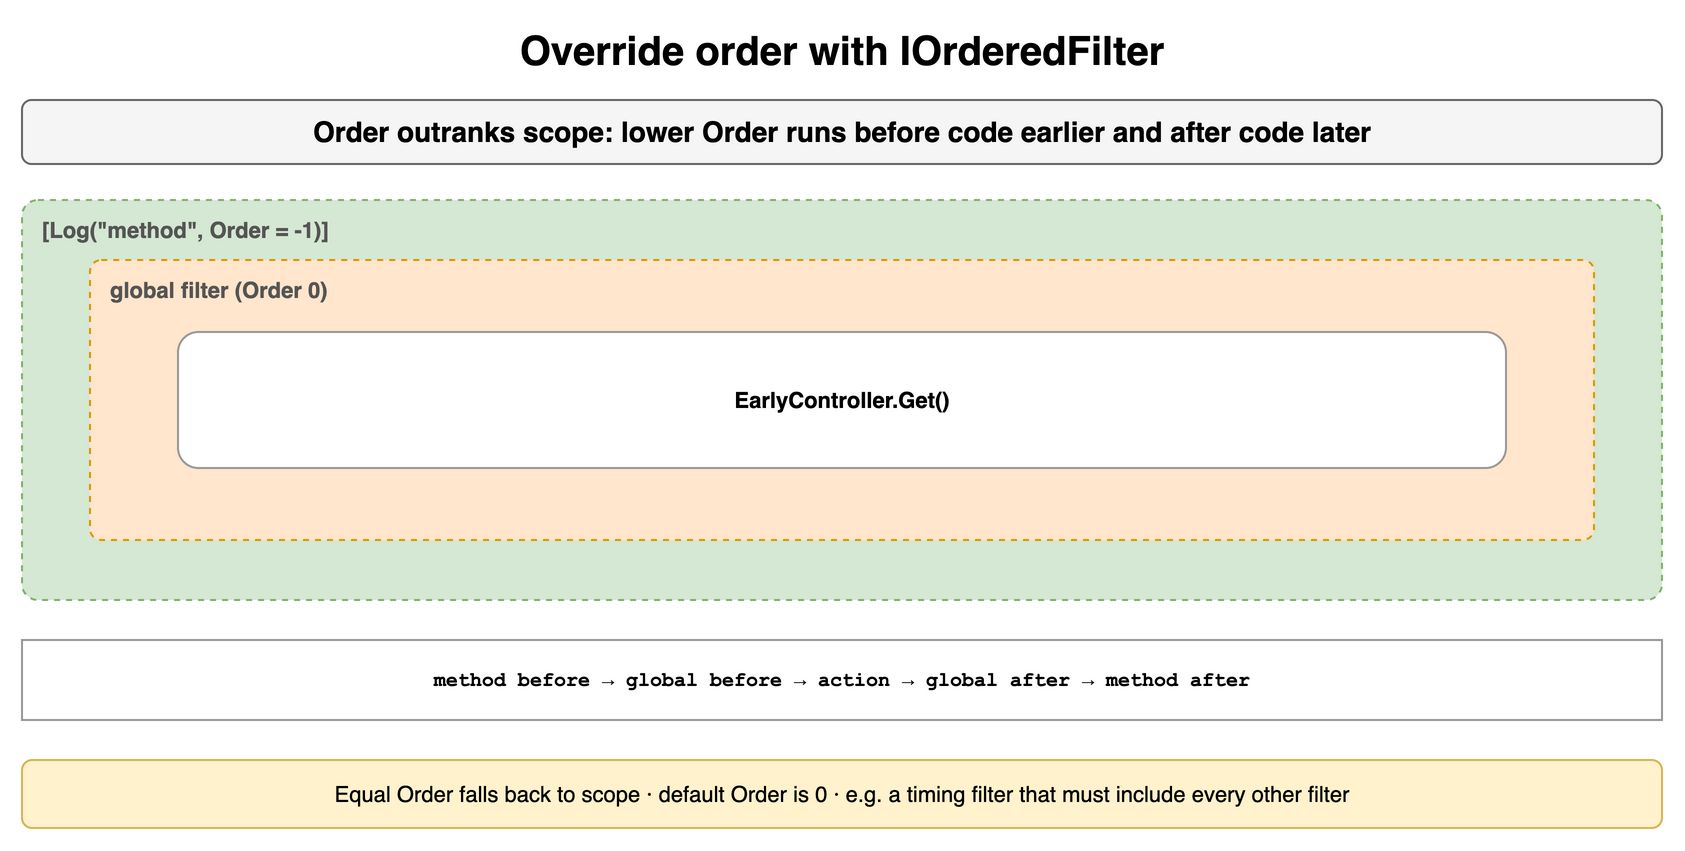 Override order with IOrderedFilter
Order outranks scope: lower Order runs before code earlier and after code later
[Log("method", Order = -1)]
global filter (Order 0)
EarlyController.Get()
method before → global before → action → global after → method after
Equal Order falls back to scope · default Order is 0 · e.g. a timing filter that must include every other filter